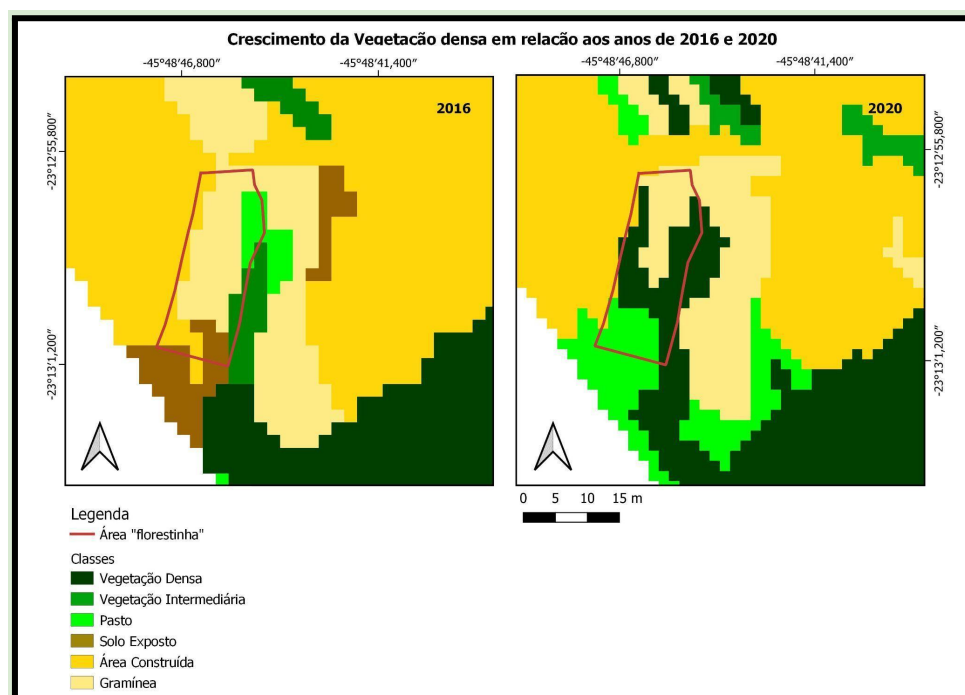 Crescimento da Vegetação densa em relação aos anos de 2016 e 2020
-45°48'46,800" -45°48'41,400" -45°48'46,800" -45°48'41,400"
2016 2020
-23°12'55,800" -23°12'55,800"
-23°13'1,200" -23°13'1,200"
0 5 10 15 m
Legenda
Área "florestinha"
Classes
Vegetação Densa
Vegetação Intermediária
Pasto
Solo Exposto
Área Construída
Gramínea